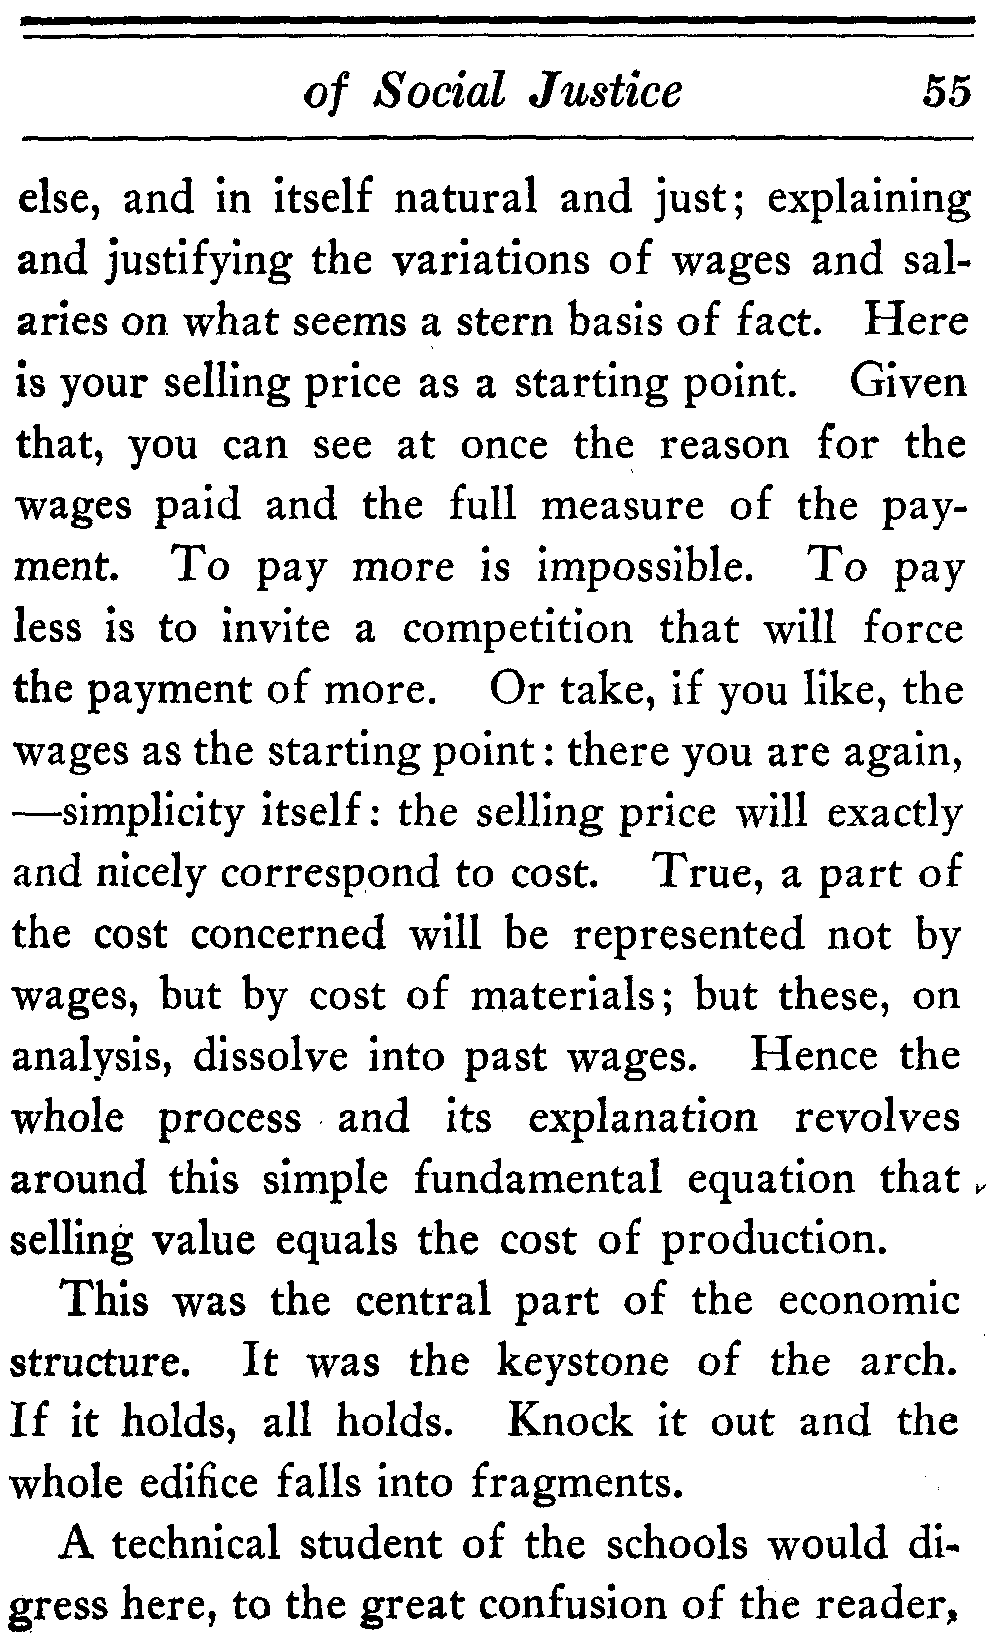 of Social Justice 55
else, and in itself natural and just; explaining
and justifying the variations of wages and sal-
aries on what seems a stern basis of fact. Here
is your selling price as a starting point. Given
that, you can see at once the reason for the
wages paid and the full measure of the pay-
ment. To pay more is impossible. To pay
less is to invite a competition that will force
the payment of more. Or take, if you like, the
wages as the starting point: there you are again,
—simplicity itself: the selling price will exactly
and nicely correspond to cost. True, a part of
the cost concerned will be represented not by
wages, but by cost of materials; but these, on
analysis, dissolve into past wages. Hence the
whole process and its explanation revolves
around this simple fundamental equation that
selling value equals the cost of production.
This was the central part of the economic
structure. It was the keystone of the arch.
If it holds, all holds. Knock it out and the
whole edifice falls into fragments.
A technical student of the schools would di-
gress here, to the great confusion of the reader,